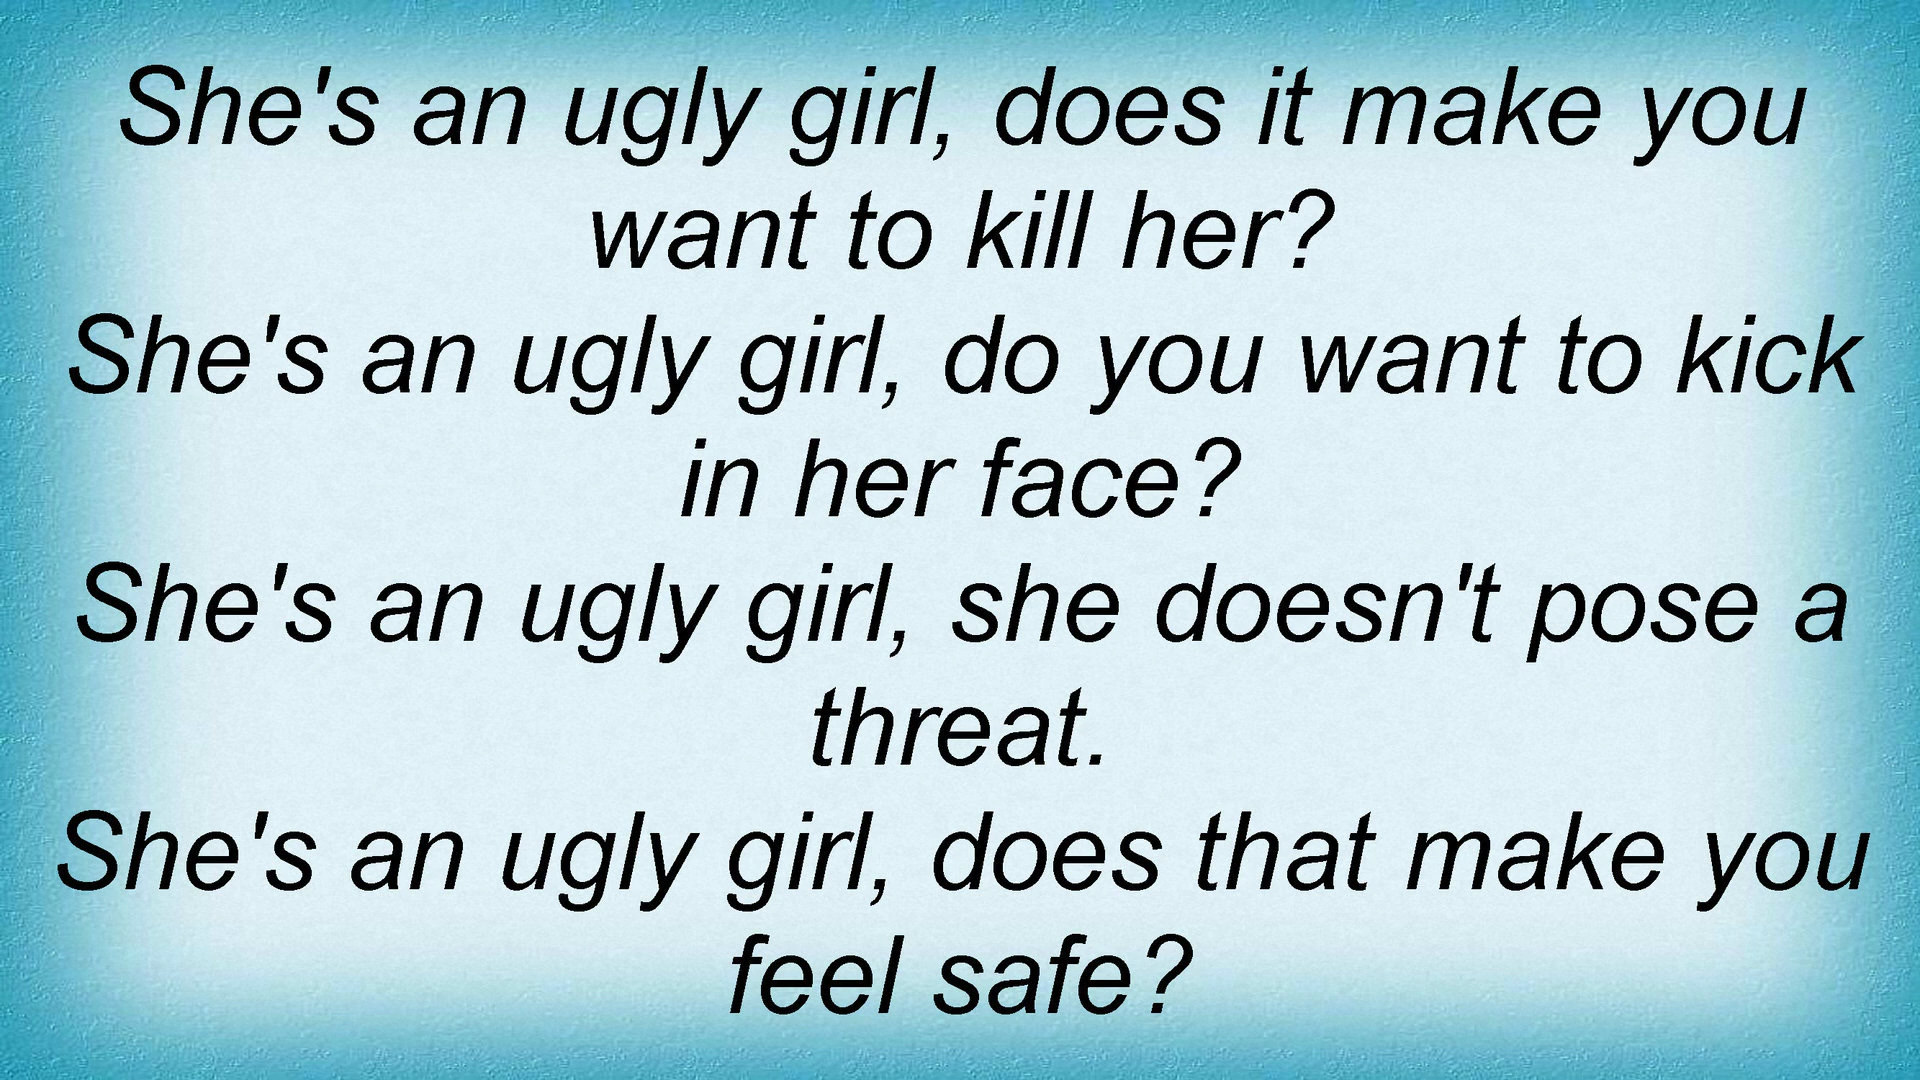 She's an ugly girl, does it make you
want to kill her?
She's an ugly girl, do you want to kick
in her face?
She's an ugly girl, she doesn't pose a
threat.
She's an ugly girl, does that make you
feel safe?